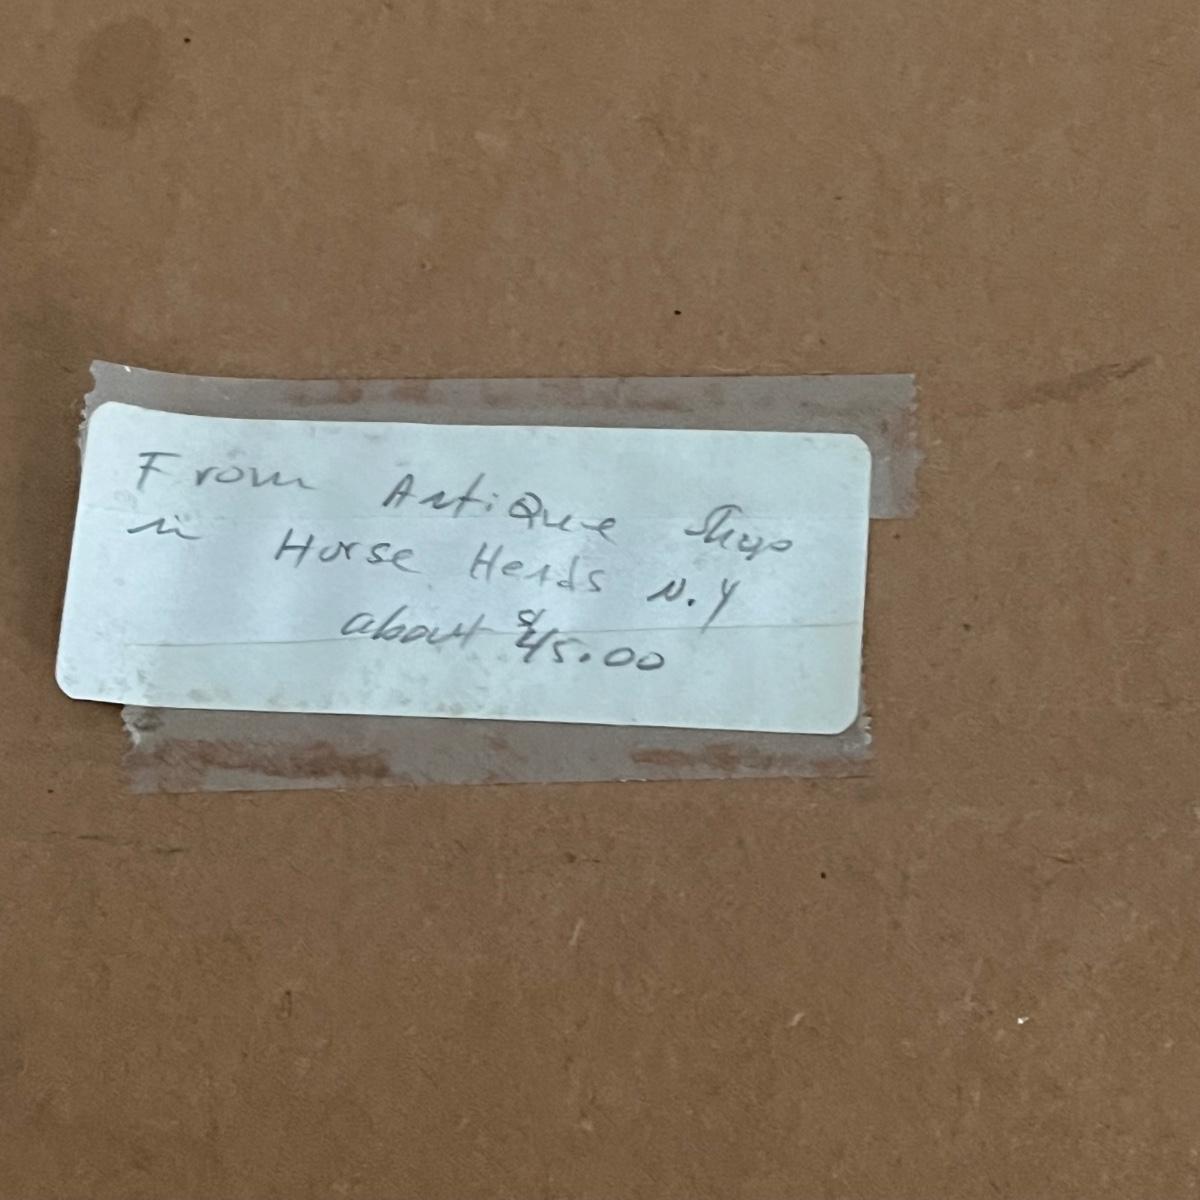 From Antique Shop
in Horse Heads N.Y
about $45.00